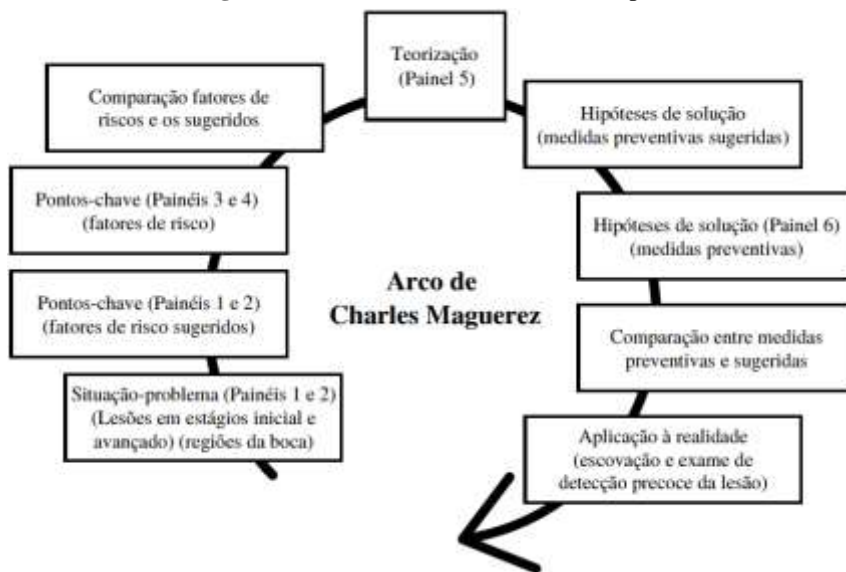 Teorização
(Painel 5)
Comparação fatores de
riscos e os sugeridos
Pontos-chave (Painéis 3 e 4)
(fatores de risco)
Pontos-chave (Painéis 1 e 2)
(fatores de risco sugeridos)
Situação-problema (Painéis 1 e 2)
(Lesões em estágios inicial e
avançado) (regiões da boca)
Arco de
Charles Maguerez
Hipóteses de solução
(medidas preventivas sugeridas)
Hipóteses de solução (Painel 6)
(medidas preventivas)
Comparação entre medidas
preventivas e sugeridas
Aplicação à realidade
(escovação e exame de
detecção precoce da lesão)